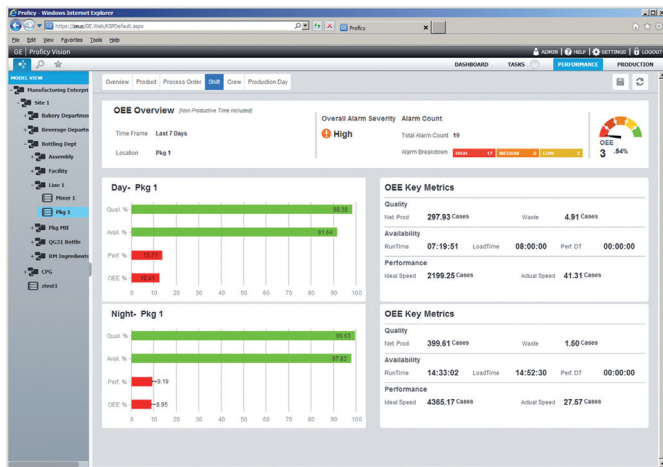 Proficy - Windows Internet Explorer
Proficy
File Edit View Favorites Tools Help
GE | Proficy Vision
ADMIN | HELP | SETTINGS | LOGOUT
DASHBOARD TASKS PERFORMANCE PRODUCTION
MODEL VIEW
Manufacturing Enterpri
Site 1
Bakery Departmen
Beverage Departm
Bottling Dept
Assembly
Facility
Line 1
Mixer 1
Pkg 1
Pkg Mtl
QG31 Bottle
RM Ingredients
CPG
ztest1
Overview Product Process Order Shift Crew Production Day
OEE Overview (Non Productive Time Included)
Time Frame Last 7 Days
Location Pkg 1
Overall Alarm Severity
High
Alarm Count
Total Alarm Count 19
Alarm Breakdown HIGH 17 MEDIUM 0 LOW 2
OEE
3 .54%
Day- Pkg 1
Qual. % 98.38
Avail. % 91.64
Perf. % 13.77
OEE % 12.41
0 10 20 30 40 50 60 70 80 90 100
OEE Key Metrics
Quality
Net Prod 297.93 Cases Waste 4.91 Cases
Availability
RunTime 07:19:51 LoadTime 08:00:00 Perf. DT 00:00:00
Performance
Ideal Speed 2199.25 Cases Actual Speed 41.31 Cases
Night- Pkg 1
Qual. % 99.63
Avail. % 97.82
Perf. % 9.19
OEE % 8.95
0 10 20 30 40 50 60 70 80 90 100
OEE Key Metrics
Quality
Net Prod 399.61 Cases Waste 1.50 Cases
Availability
RunTime 14:33:02 LoadTime 14:52:30 Perf. DT 00:00:00
Performance
Ideal Speed 4365.17 Cases Actual Speed 27.57 Cases